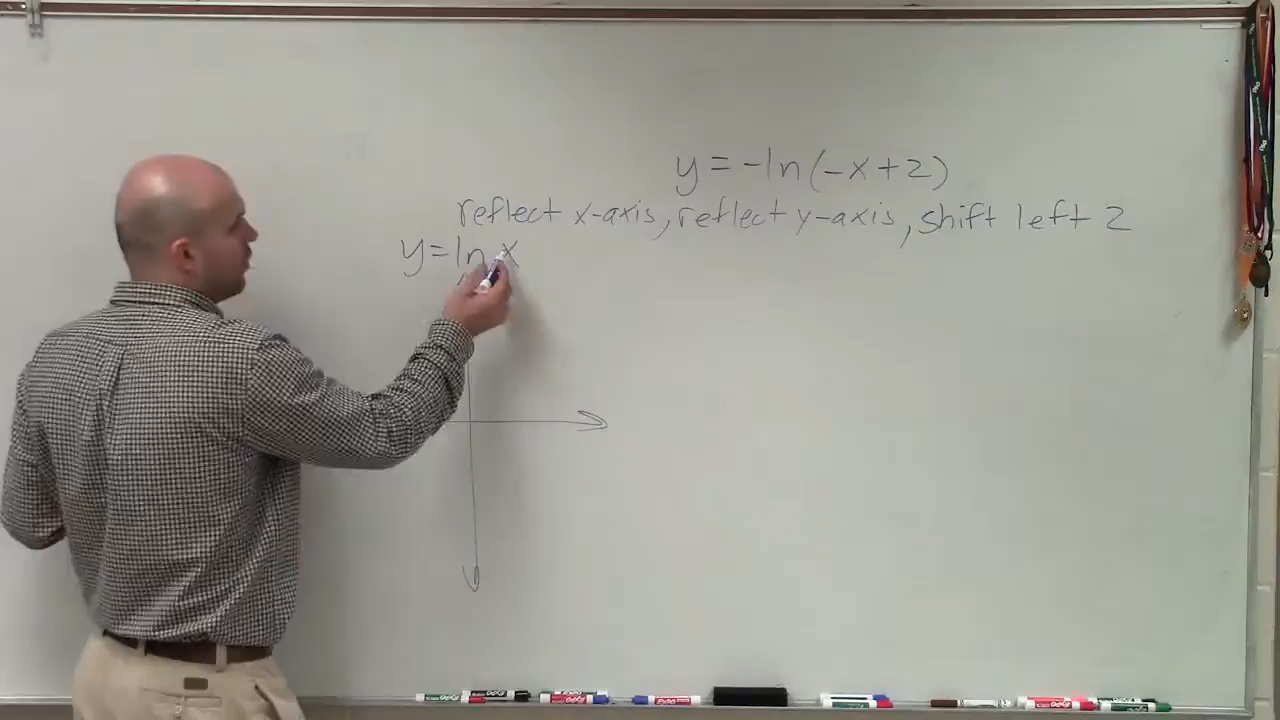 y=-ln(-x+2)
reflect x-axis, reflect y-axis, shift left 2
y=ln x